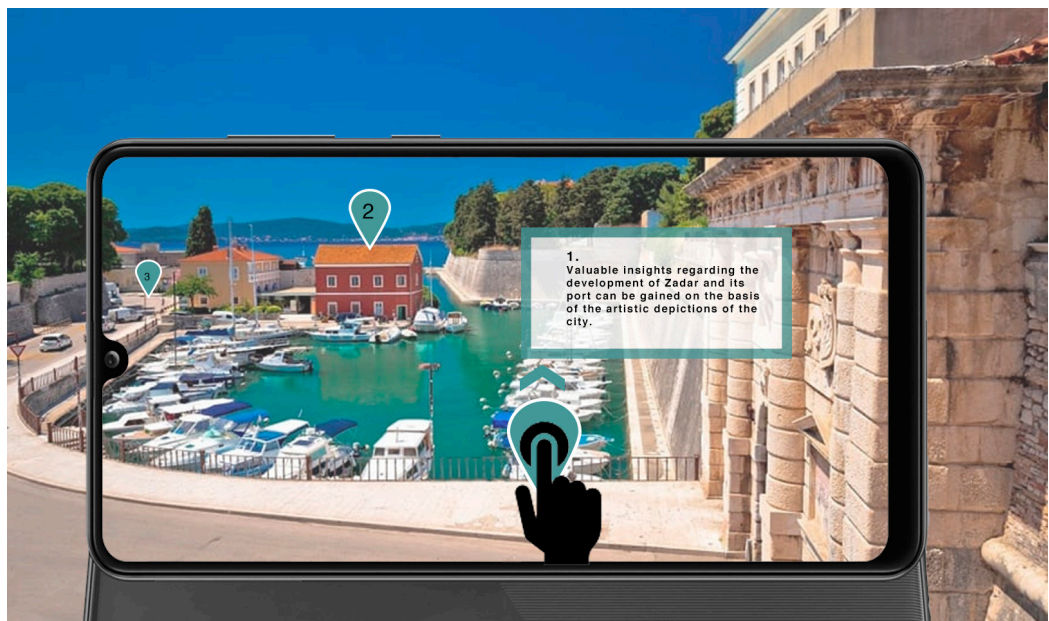 2
3
1.
Valuable insights regarding the
development of Zadar and its
port can be gained on the basis
of the artistic depictions of the
city.